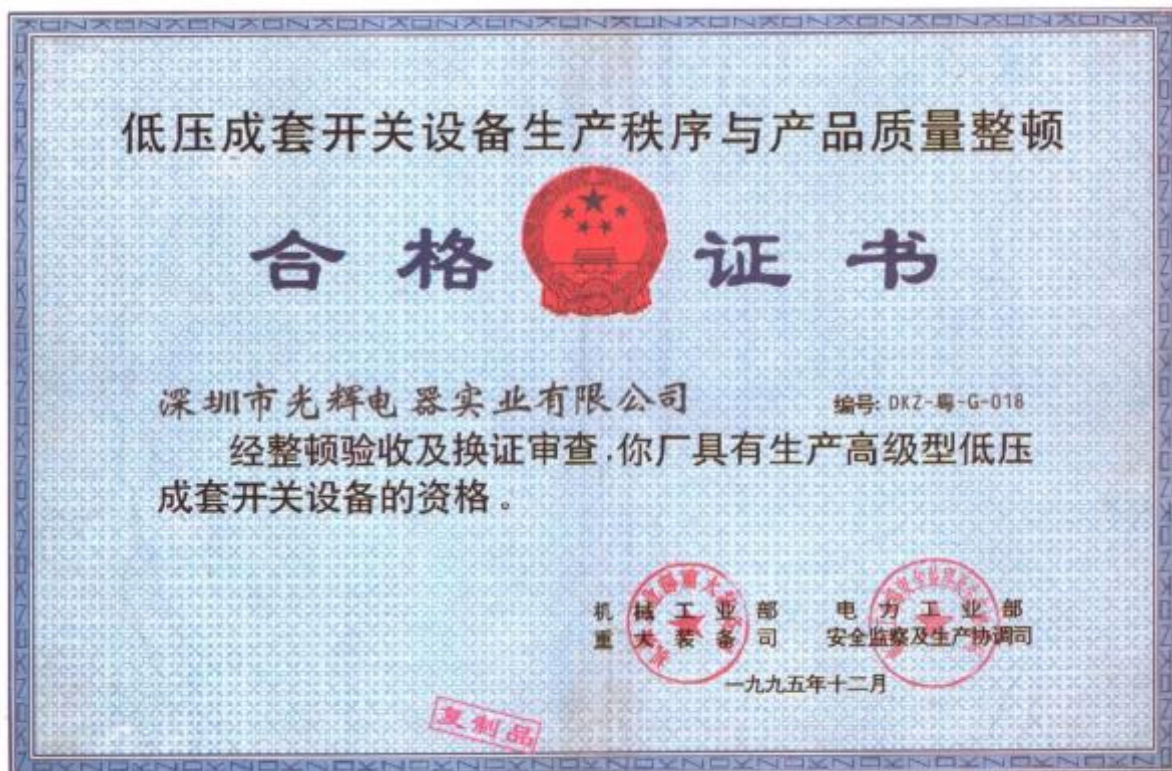 低压成套开关设备生产秩序与产品质量整顿
合格证书
深圳市光辉电器实业有限公司
编号: DKZ-粤-G-018
经整顿验收及换证审查.你厂具有生产高级型低压
成套开关设备的资格。
机械工业部
重大装备司
电力工业部
安全监察及生产协调司
一九九五年十二月
复制品